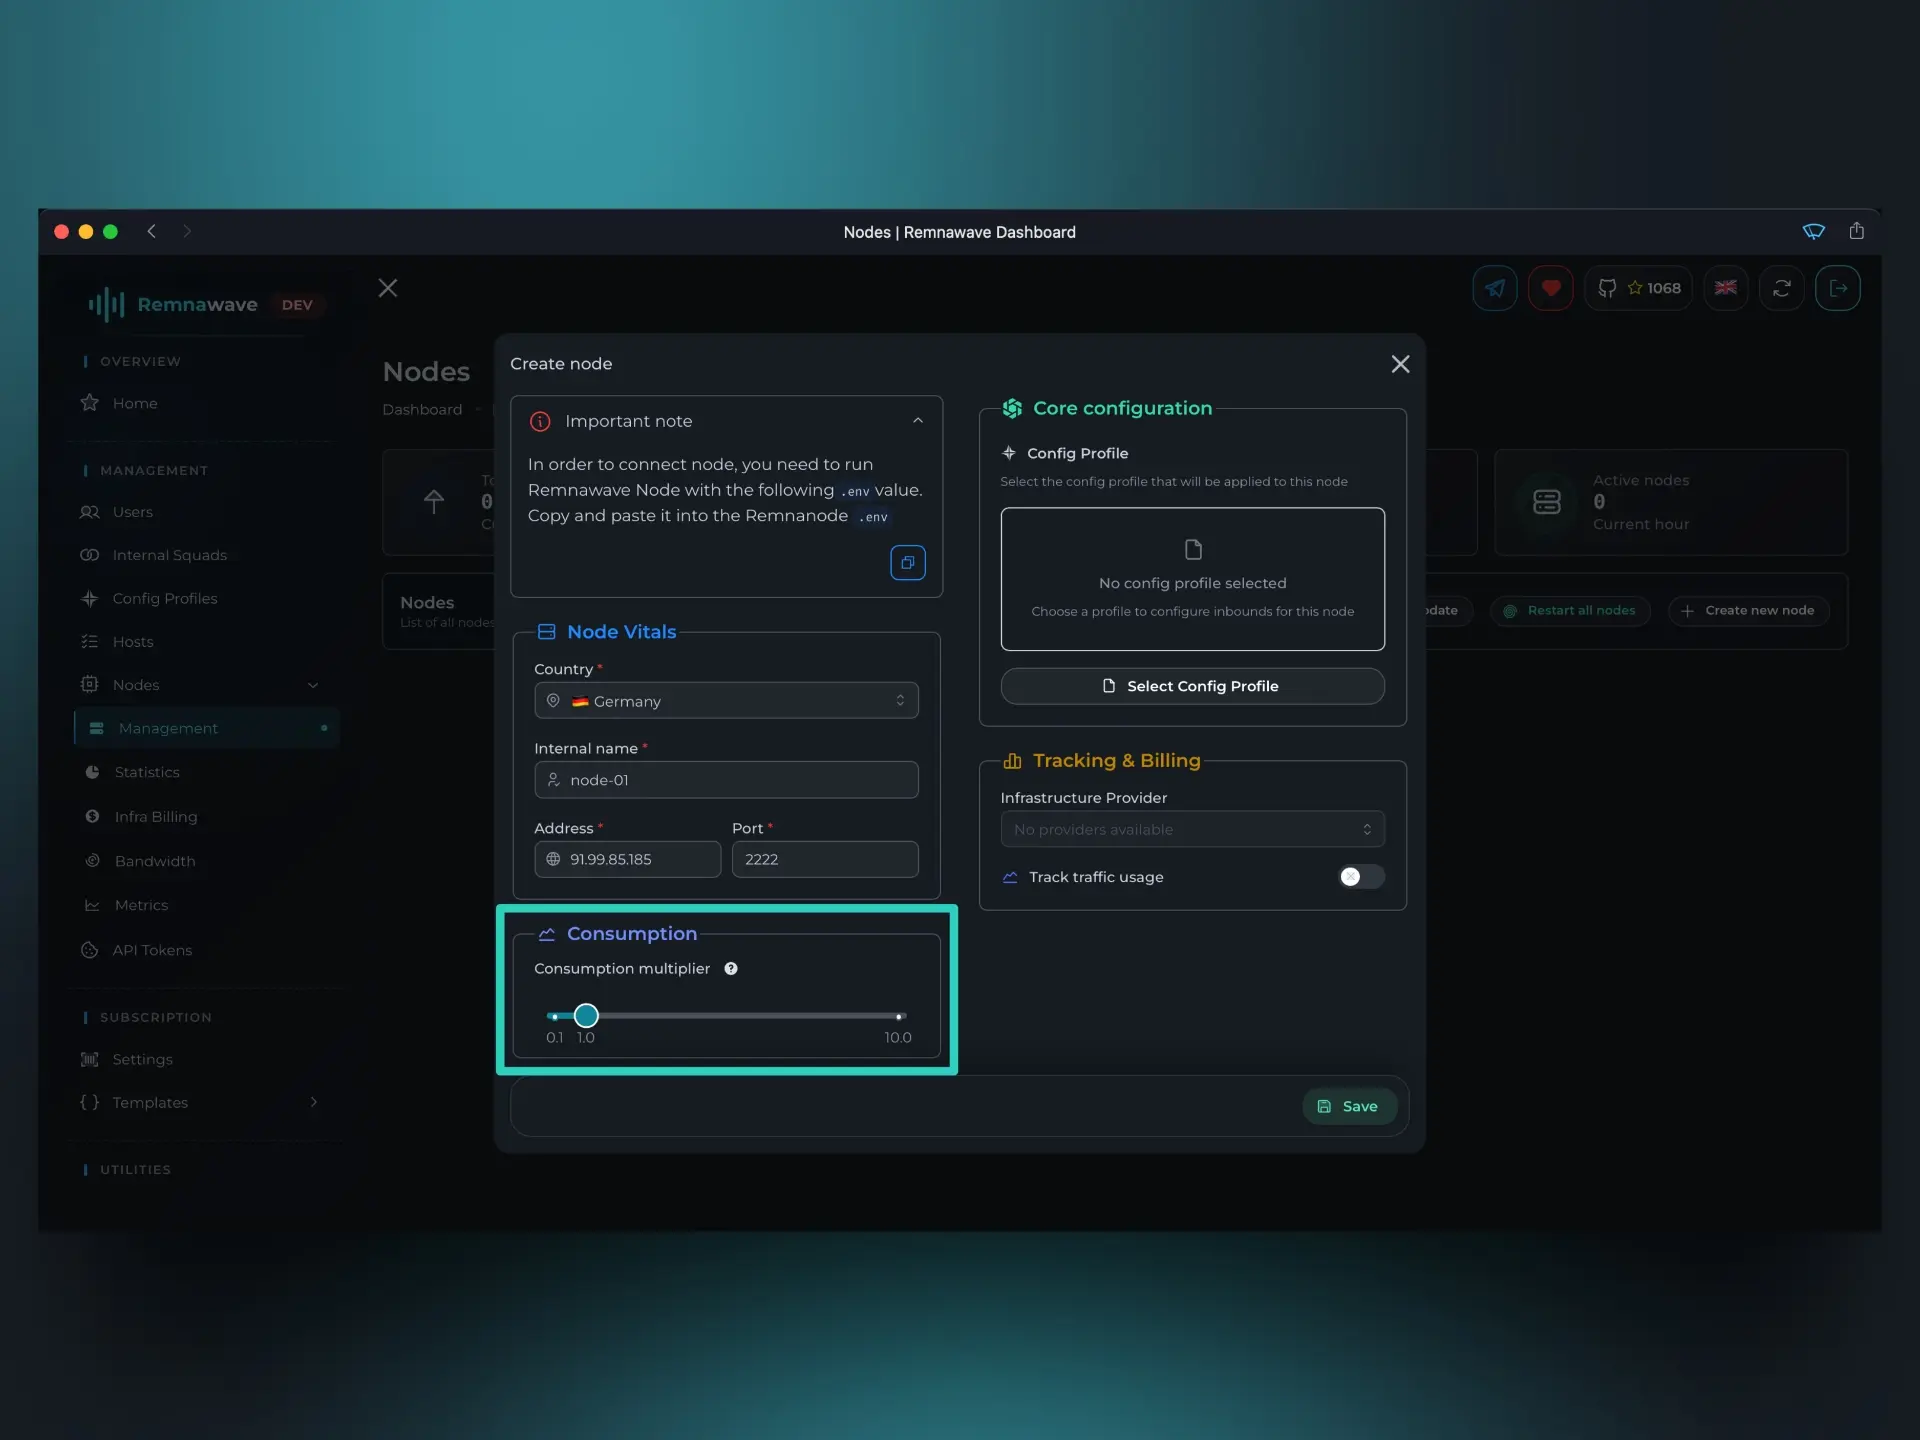 Nodes | Remnawave Dashboard
Remnawave DEV
1068
OVERVIEW
Home
MANAGEMENT
Users
Internal Squads
Config Profiles
Hosts
Nodes
Management
Statistics
Infra Billing
Bandwidth
Metrics
API Tokens
SUBSCRIPTION
Settings
Templates
UTILITIES
Nodes
Dashboard
0
Active nodes
0
Current hour
Nodes
List of all nodes
Restart all nodes
Create new node
Create node
Important note
In order to connect node, you need to run
Remnawave Node with the following .env value.
Copy and paste it into the Remnanode .env
Node Vitals
Country *
Germany
Internal name *
node-01
Address *
Port *
91.99.85.185
2222
Consumption
Consumption multiplier
0.1 1.0 10.0
Core configuration
Config Profile
Select the config profile that will be applied to this node
No config profile selected
Choose a profile to configure inbounds for this node
Select Config Profile
Tracking & Billing
Infrastructure Provider
No providers available
Track traffic usage
Save